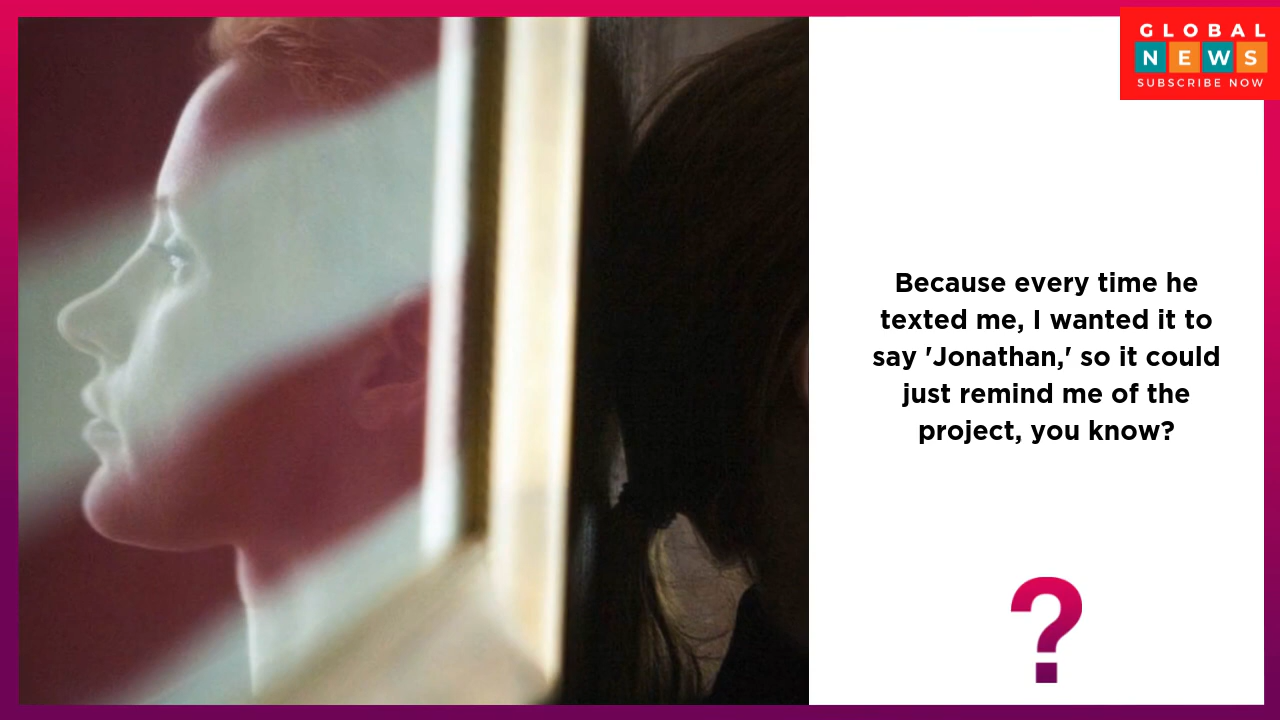 GLOBAL
NEWS
SUBSCRIBE NOW
Because every time he
texted me, I wanted it to
say 'Jonathan,' so it could
just remind me of the
project, you know?
?